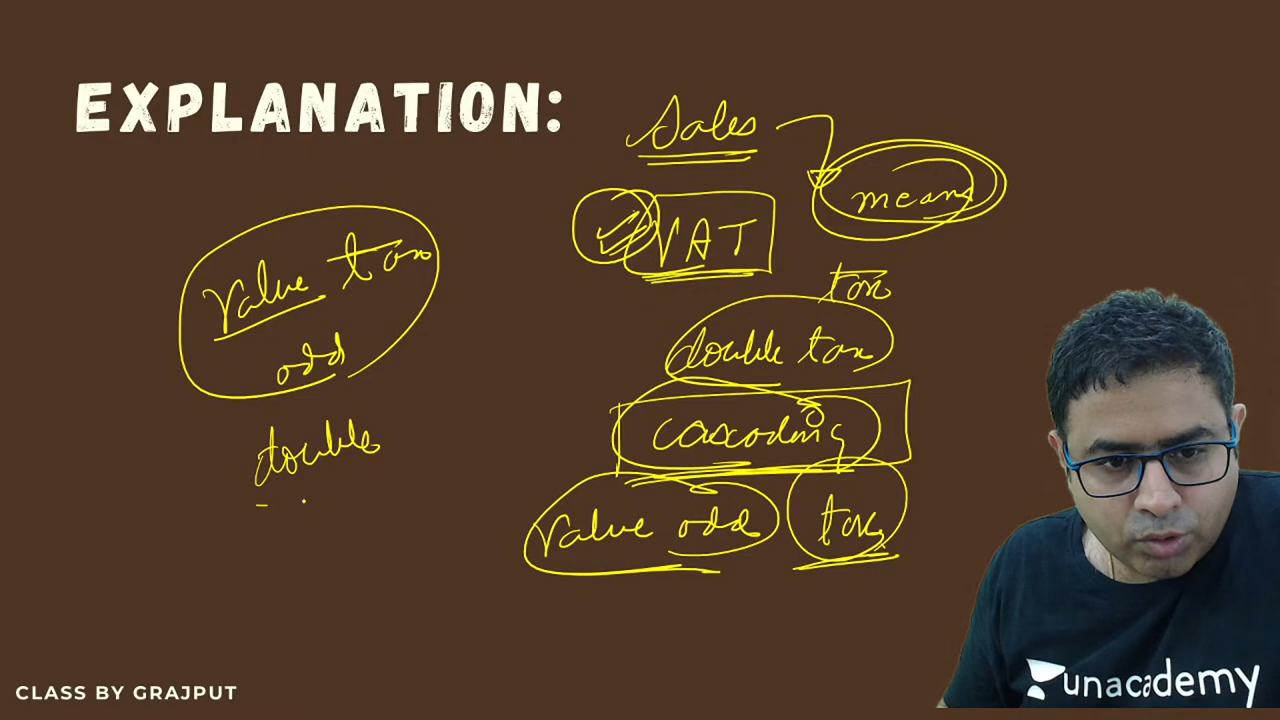 EXPLANATION:
Sales
means
VAT
tax
double tax
cascading
value add tax
value tax
add
double
CLASS BY GRAJPUT
unacademy